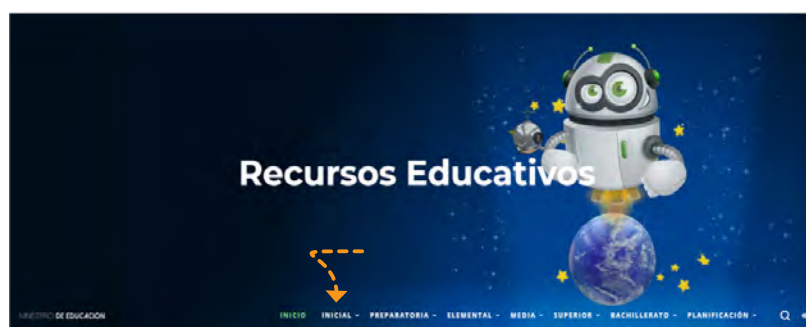 Recursos Educativos
MINISTERIO DE EDUCACIÓN
INICIO INICIAL PREPARATORIA ELEMENTAL MEDIA SUPERIOR BACHILLERATO PLANIFICACIÓN